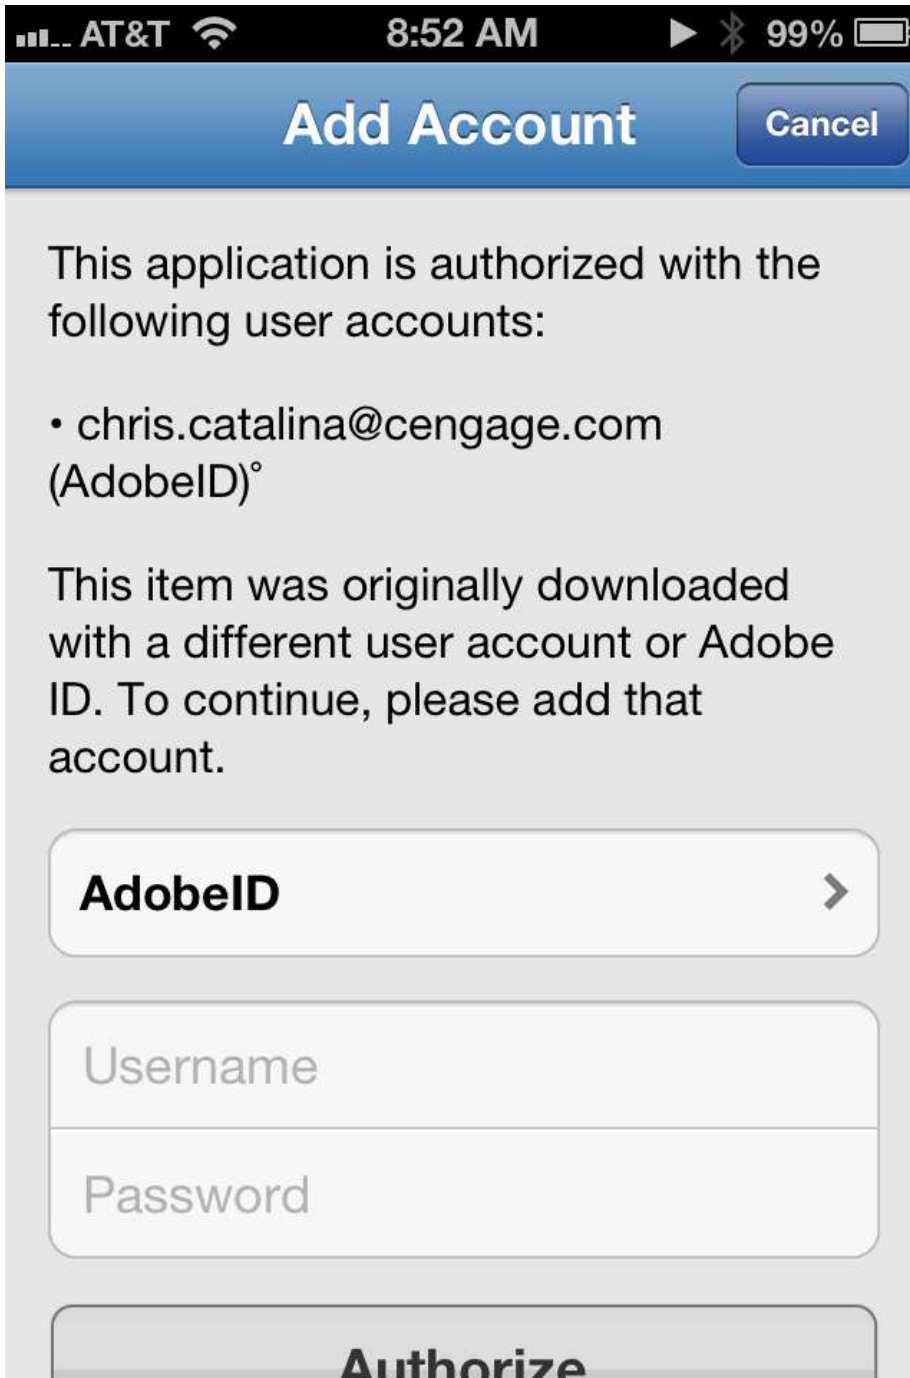 AT&T 8:52 AM 99%
Add Account Cancel
This application is authorized with the
following user accounts:
• chris.catalina@cengage.com
(AdobeID)°
This item was originally downloaded
with a different user account or Adobe
ID. To continue, please add that
account.
AdobeID
Username
Password
Authorize